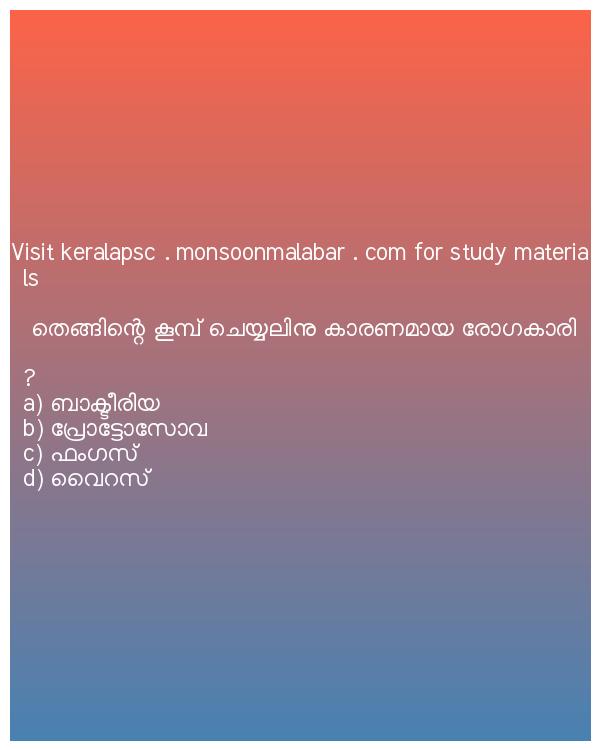 Visit keralapsc . monsoonmalabar . com for study materia
ls
തെങ്ങിന്റെ കൂമ്പ് ചെയ്യലിനു കാരണമായ രോഗകാരി
?
a) ബാക്ടീരിയ
b) പ്രോട്ടോസോവ
c) ഫംഗസ്
d) വൈറസ്